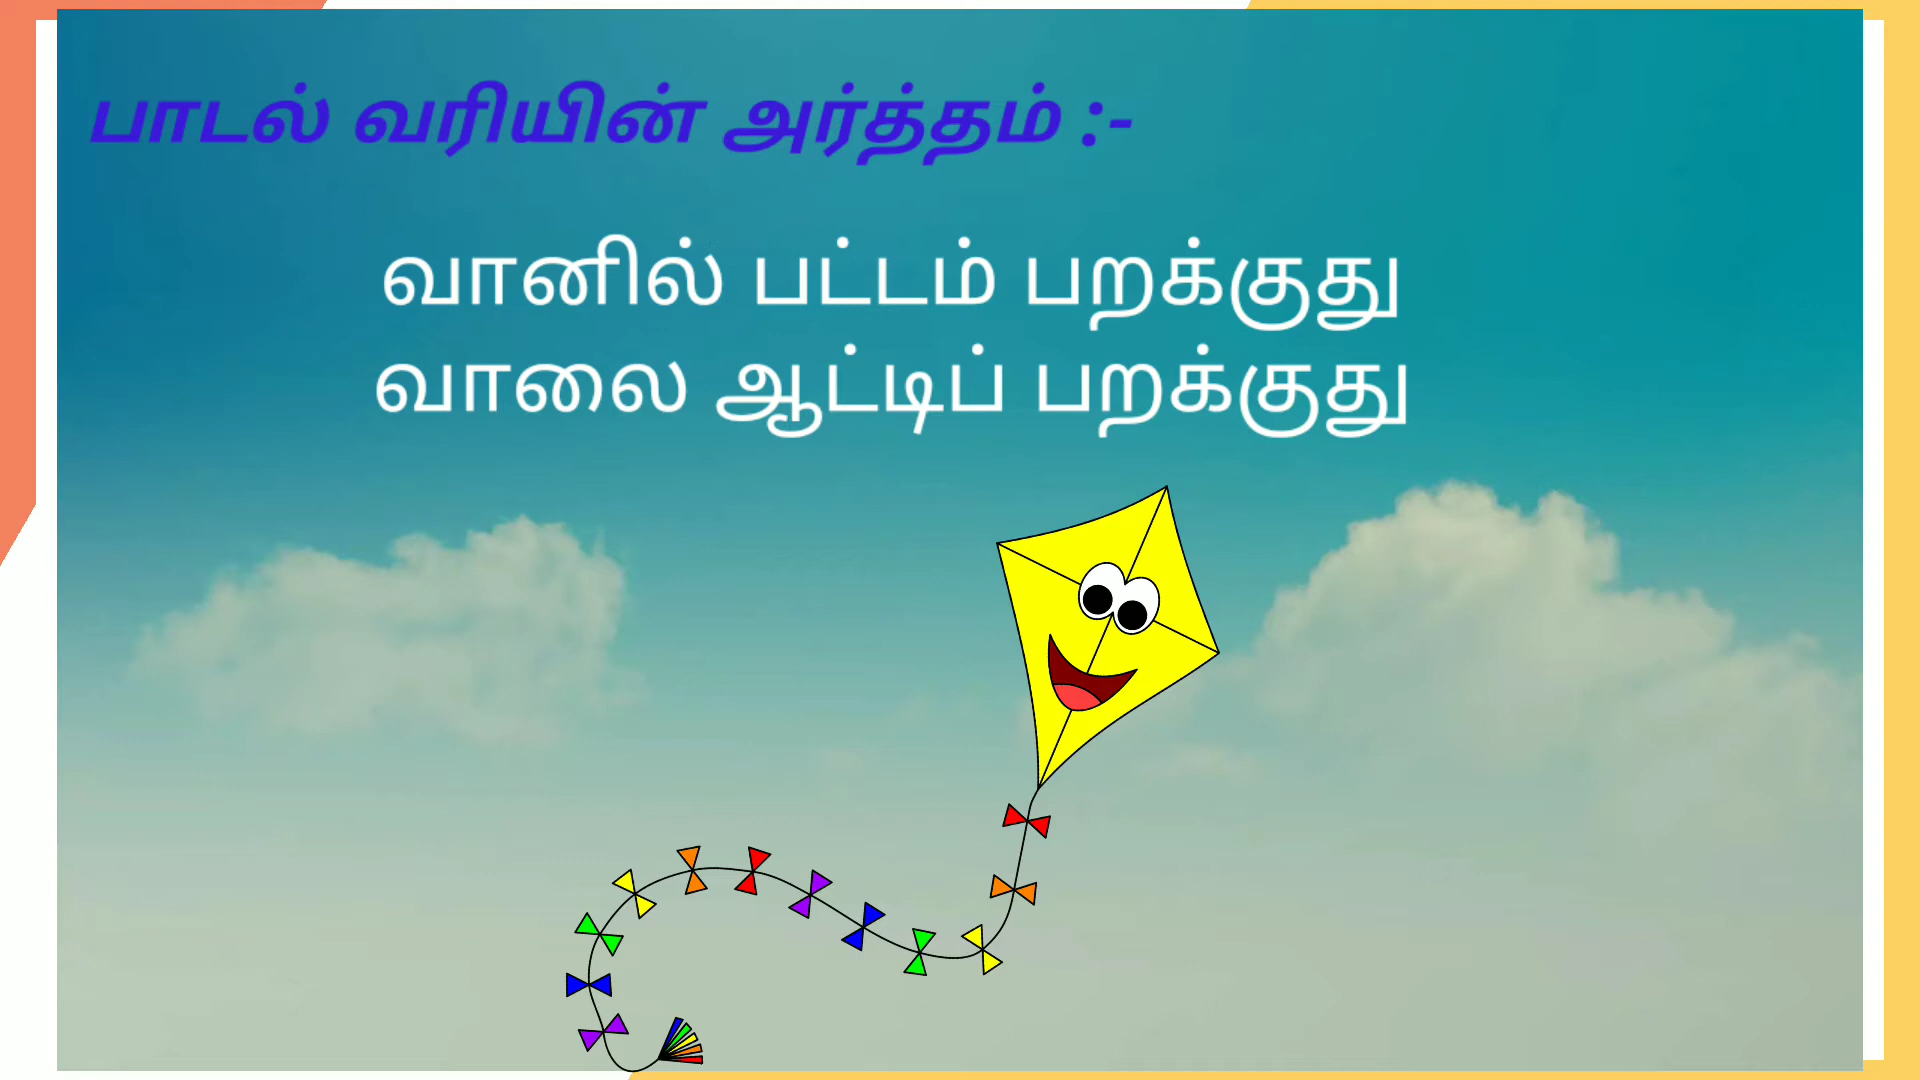 பாடல் வரியின் அர்த்தம் :-
வானில் பட்டம் பறக்குது
வாலை ஆட்டிப் பறக்குது